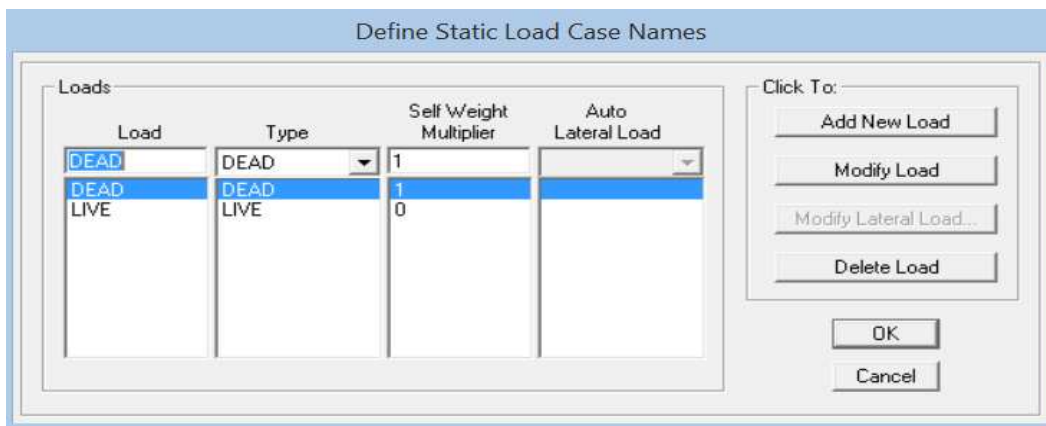 Define Static Load Case Names
Loads
Load Type Self Weight Multiplier Auto Lateral Load
DEAD DEAD 1
DEAD DEAD 1
LIVE LIVE 0
Click To:
Add New Load
Modify Load
Modify Lateral Load...
Delete Load
OK
Cancel